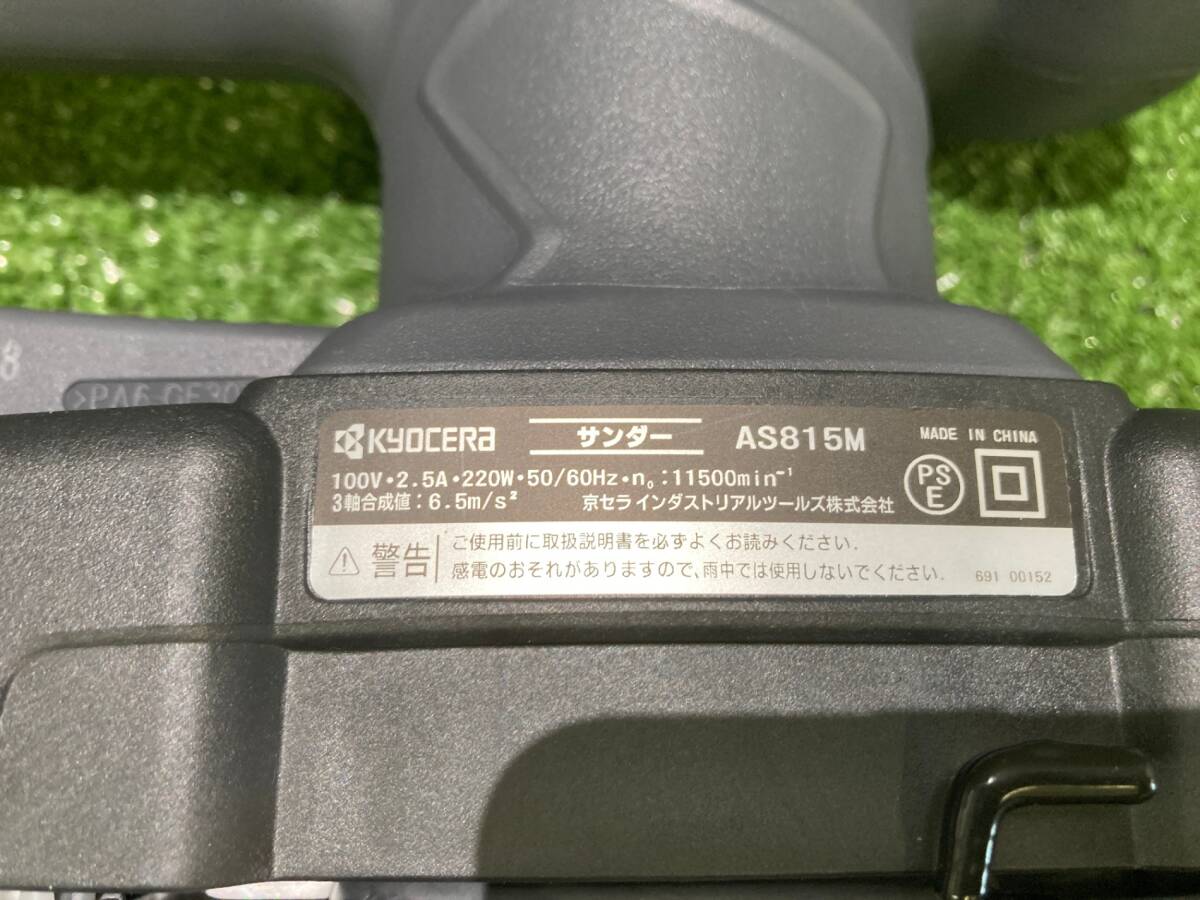 8
>PA6-GF30
KYOCERA サンダー AS815M MADE IN CHINA
100V・2.5A・220W・50/60Hz・n₀:11500min⁻¹
3軸合成値:6.5m/s² 京セラインダストリアルツールズ株式会社
PS
E
警告 ご使用前に取扱説明書を必ずよくお読みください.
感電のおそれがありますので、雨中では使用しないでください. 691 00152